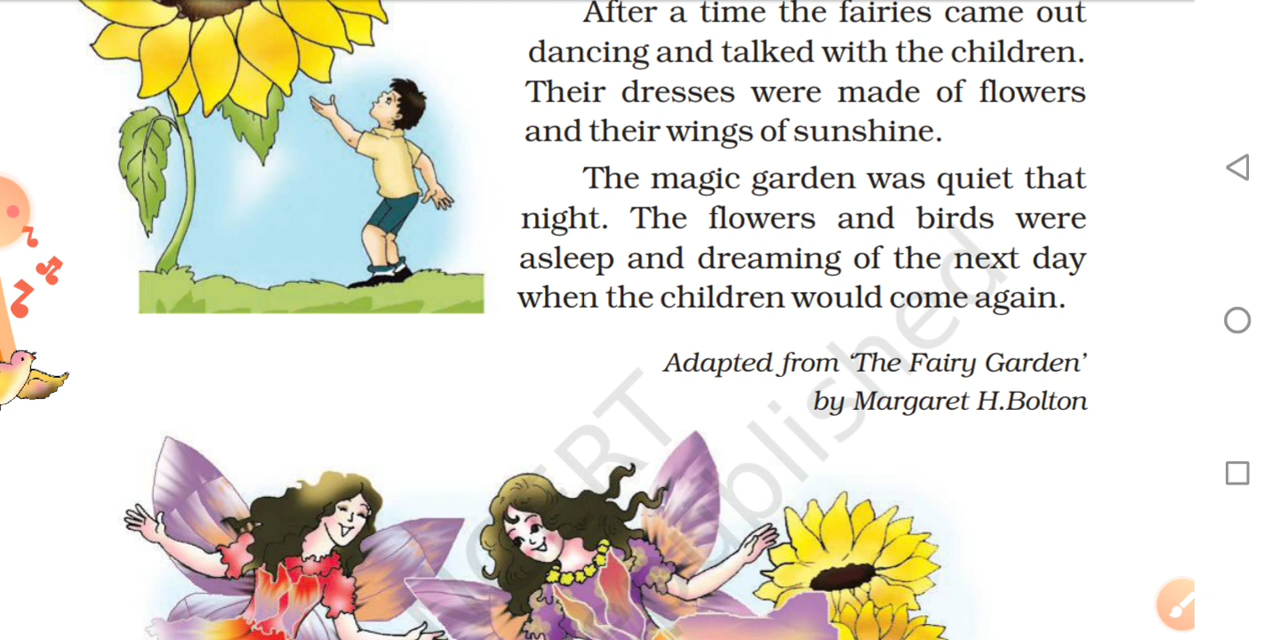 After a time the fairies came out
dancing and talked with the children.
Their dresses were made of flowers
and their wings of sunshine.
The magic garden was quiet that
night. The flowers and birds were
asleep and dreaming of the next day
when the children would come again.
Adapted from ‘The Fairy Garden’
by Margaret H.Bolton